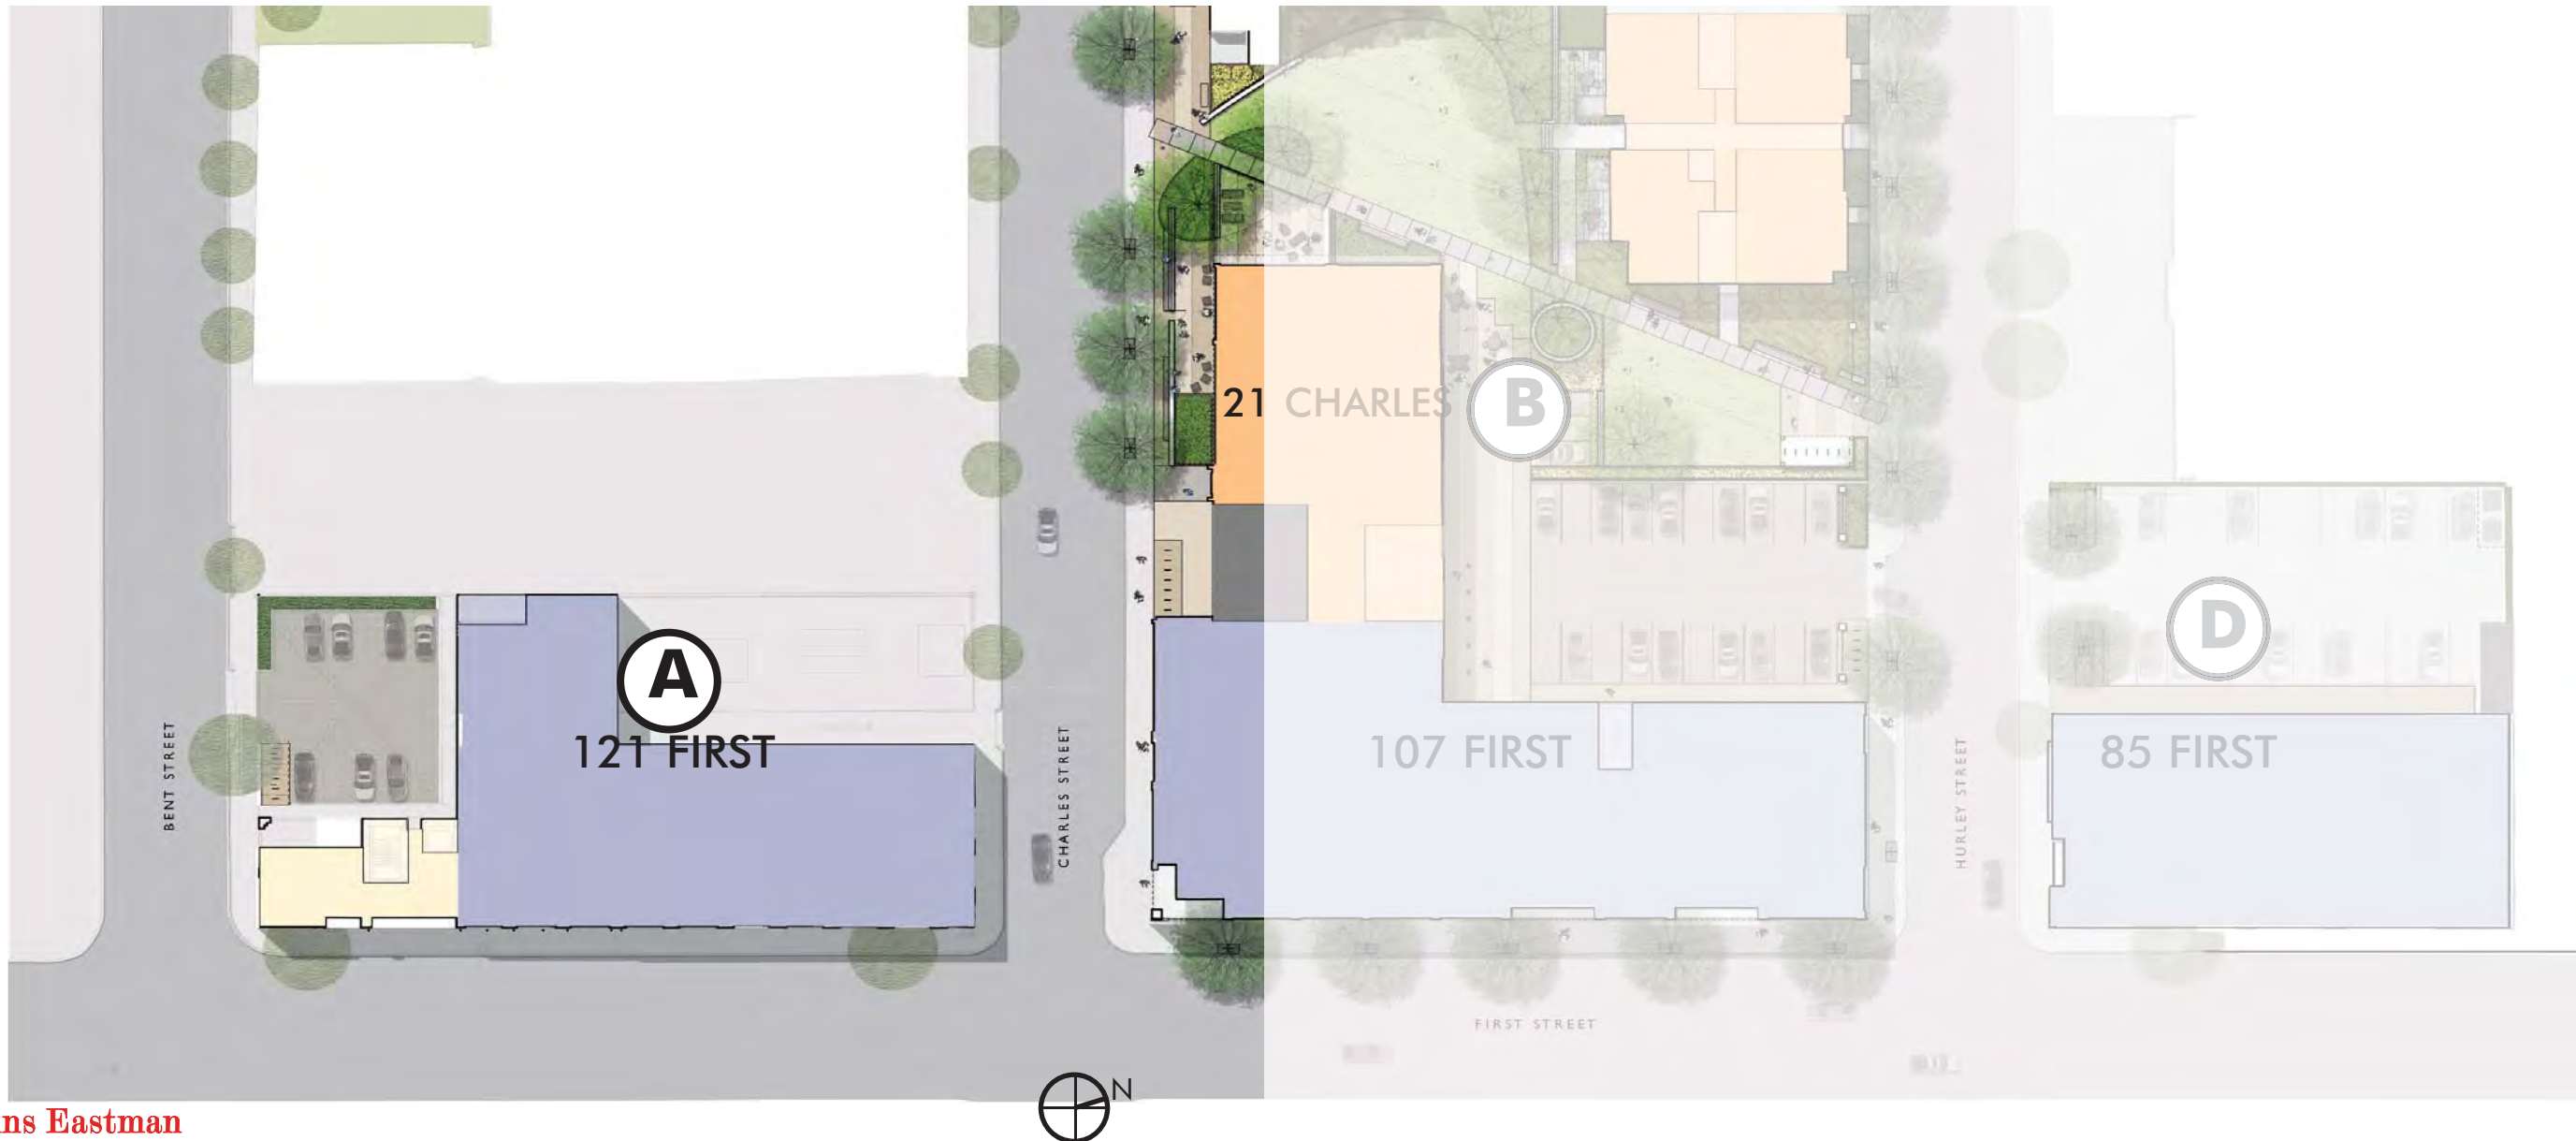 21 CHARLES
B
D
A
121 FIRST
107 FIRST
85 FIRST
BENT STREET
CHARLES STREET
HURLEY STREET
FIRST STREET
N
ns Eastman